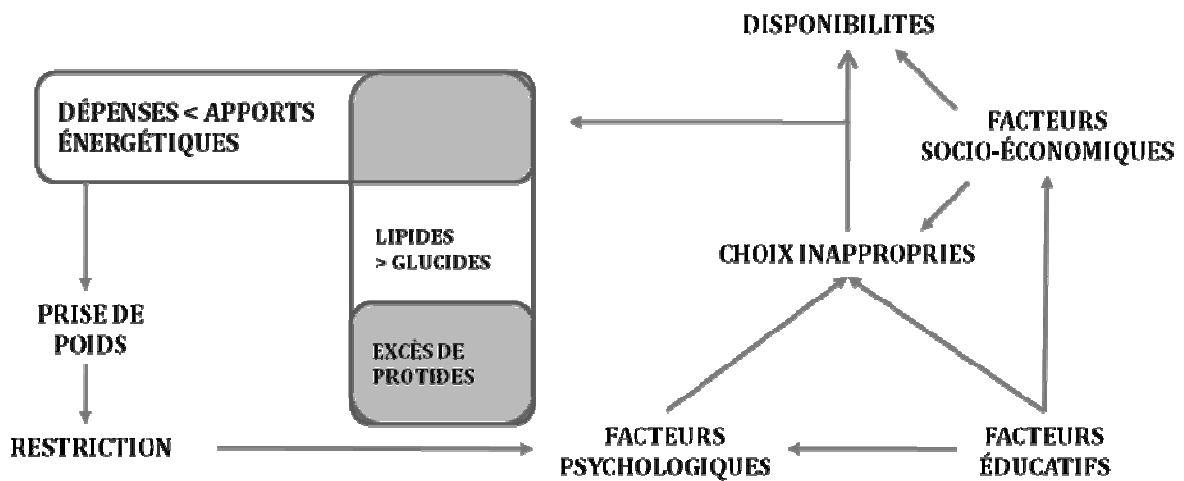 DISPONIBILITES
DÉPENSES < APPORTS
ÉNERGÉTIQUES
FACTEURS
SOCIO-ÉCONOMIQUES
LIPIDES
> GLUCIDES
CHOIX INAPPROPRIES
PRISE DE
POIDS
EXCÈS DE
PROTIDES
RESTRICTION
FACTEURS
PSYCHOLOGIQUES
FACTEURS
ÉDUCATIFS